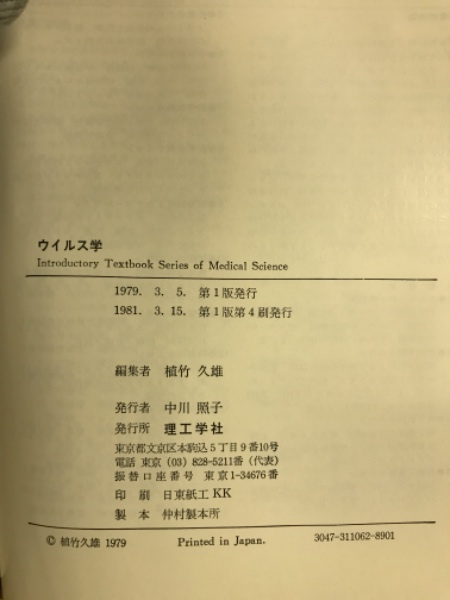 ウイルス学
Introductory Textbook Series of Medical Science
1979. 3. 5. 第1版発行
1981. 3. 15. 第1版第4刷発行
編集者 植竹 久雄
発行者 中川 照子
発行所 理工学社
東京都文京区本駒込5丁目9番10号
電話 東京 (03) 828-5211番 (代表)
振替口座番号 東京1-34676番
印刷 日東紙工KK
製本 仲村製本所
© 植竹久雄 1979 Printed in Japan. 3047-311062-8901